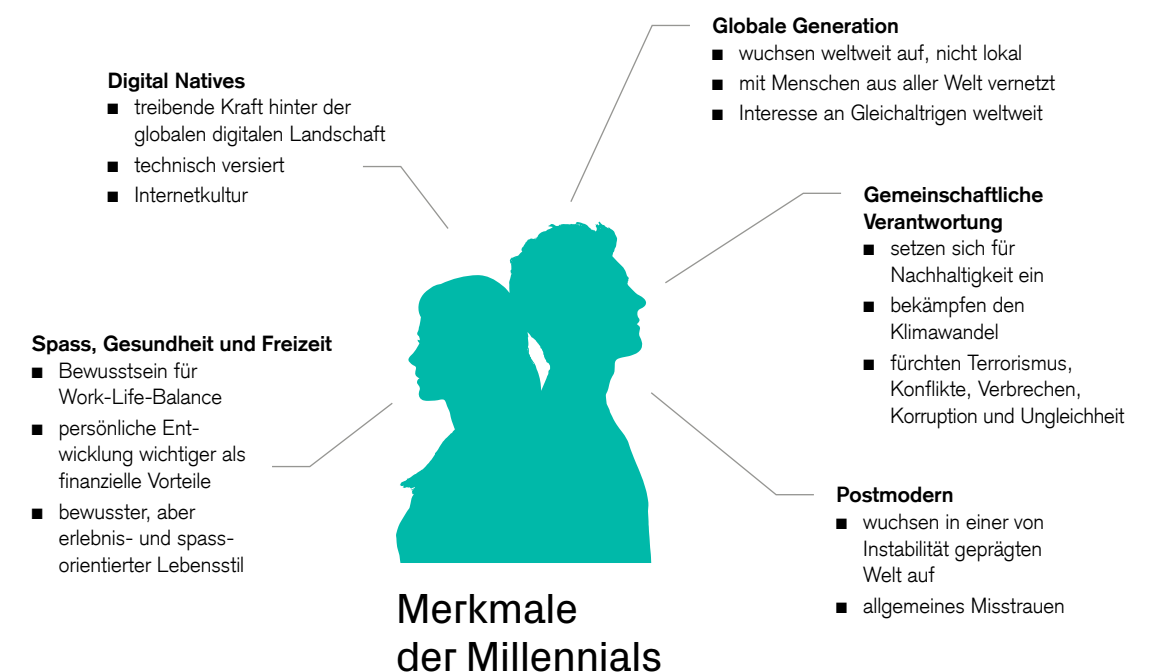 Digital Natives
■ treibende Kraft hinter der
globalen digitalen Landschaft
■ technisch versiert
■ Internetkultur
Globale Generation
■ wuchsen weltweit auf, nicht lokal
■ mit Menschen aus aller Welt vernetzt
■ Interesse an Gleichaltrigen weltweit
Gemeinschaftliche
Verantwortung
■ setzen sich für
Nachhaltigkeit ein
■ bekämpfen den
Klimawandel
■ fürchten Terrorismus,
Konflikte, Verbrechen,
Korruption und Ungleichheit
Spass, Gesundheit und Freizeit
■ Bewusstsein für
Work-Life-Balance
■ persönliche Ent-
wicklung wichtiger als
finanzielle Vorteile
■ bewusster, aber
erlebnis- und spass-
orientierter Lebensstil
Postmodern
■ wuchsen in einer von
Instabilität geprägten
Welt auf
■ allgemeines Misstrauen
Merkmale
der Millennials